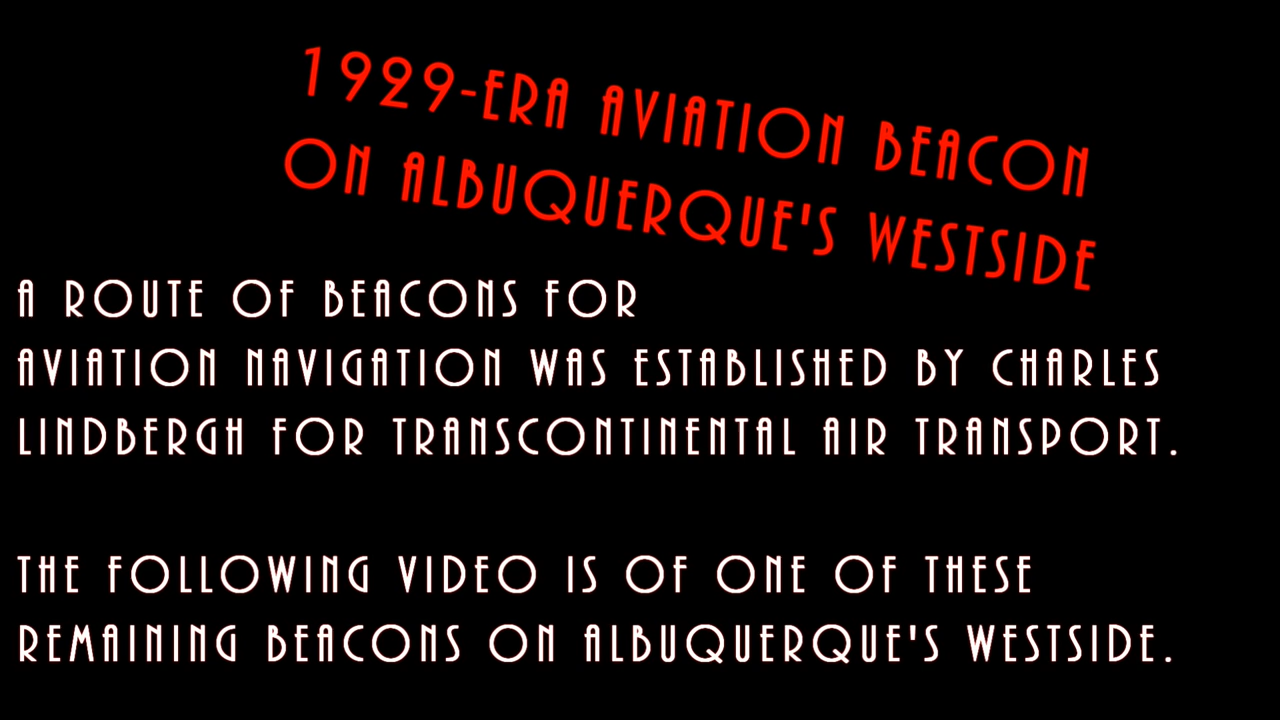 1929-ERA AVIATION BEACON
ON ALBUQUERQUE'S WESTSIDE
A ROUTE OF BEACONS FOR
AVIATION NAVIGATION WAS ESTABLISHED BY CHARLES
LINDBERGH FOR TRANSCONTINENTAL AIR TRANSPORT.
THE FOLLOWING VIDEO IS OF ONE OF THESE
REMAINING BEACONS ON ALBUQUERQUE'S WESTSIDE.